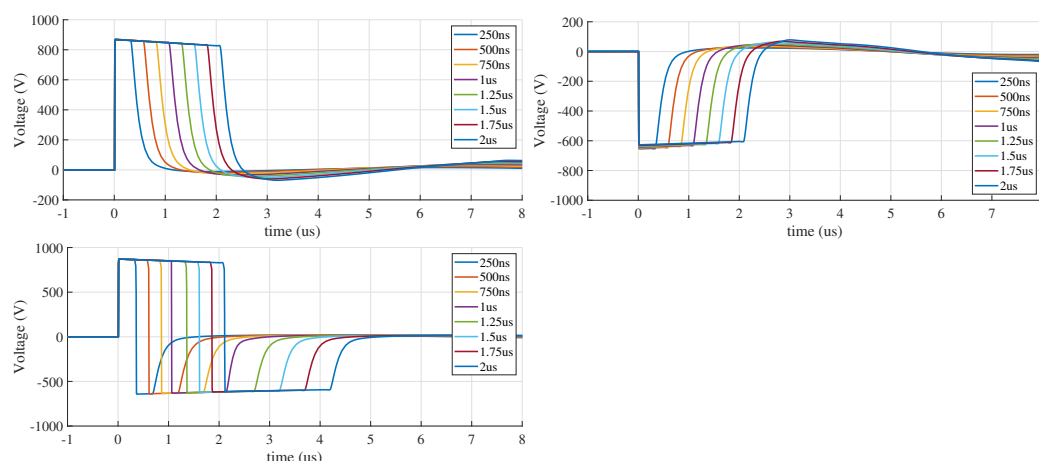 1000
800
600
400
200
0
-200
-1 0 1 2 3 4 5 6 7 8
time (us)
Voltage (V)
250ns
500ns
750ns
1us
1.25us
1.5us
1.75us
2us
200
0
-200
-400
-600
-800
-1000
-1 0 1 2 3 4 5 6 7
time (us)
Voltage (V)
250ns
500ns
750ns
1us
1.25us
1.5us
1.75us
2us
1000
500
0
-500
-1000
-1 0 1 2 3 4 5 6 7 8
time (us)
Voltage (V)
250ns
500ns
750ns
1us
1.25us
1.5us
1.75us
2us